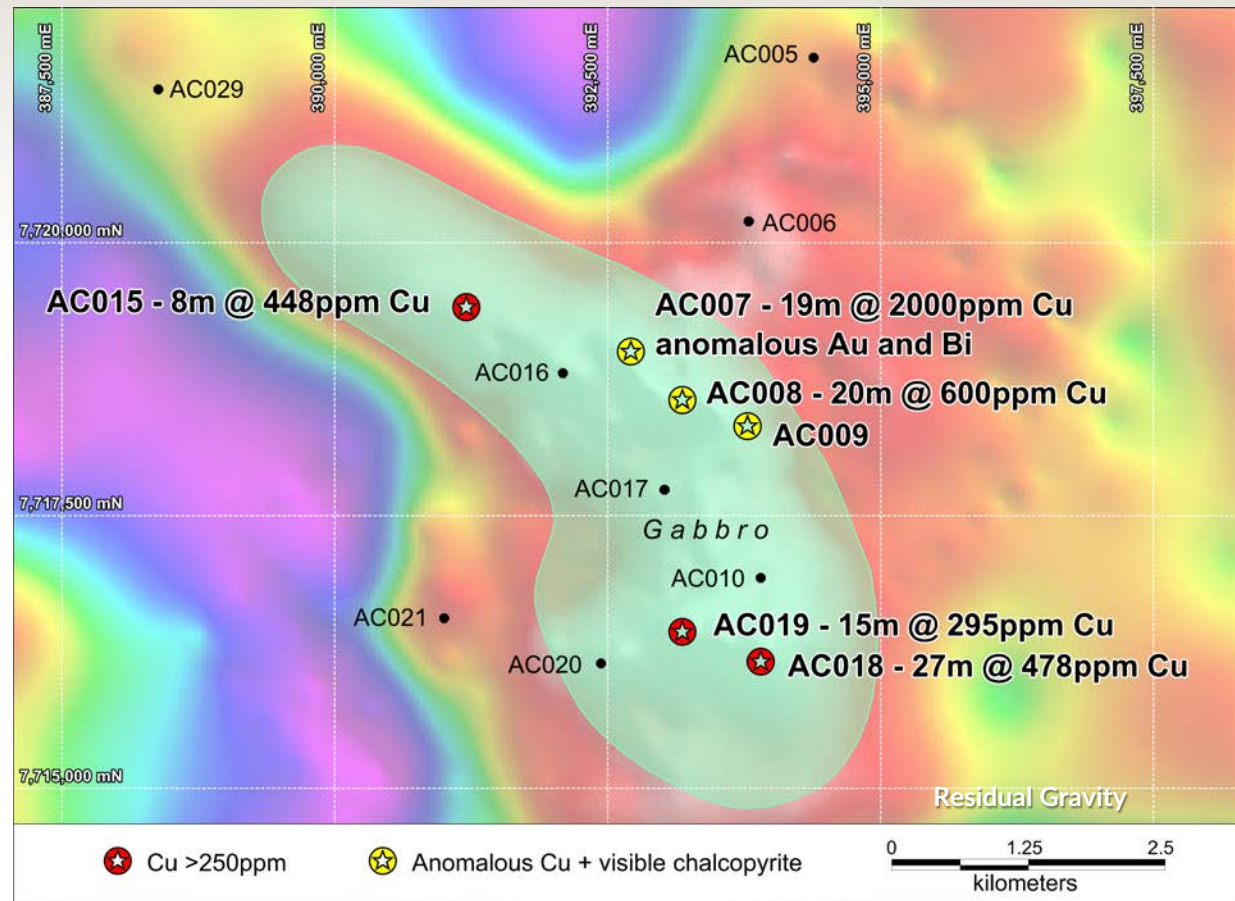 387,500 mE
390,000 mE
392,500 mE
395,000 mE
397,500 mE
AC005
AC029
AC006
7,720,000 mN
AC015 - 8m @ 448ppm Cu
AC007 - 19m @ 2000ppm Cu
anomalous Au and Bi
AC016
AC008 - 20m @ 600ppm Cu
AC009
AC017
7,717,500 mN
Gabbro
AC010
AC021
AC019 - 15m @ 295ppm Cu
AC020
AC018 - 27m @ 478ppm Cu
7,715,000 mN
Residual Gravity
Cu >250ppm
Anomalous Cu + visible chalcopyrite
0 1.25 2.5
kilometers